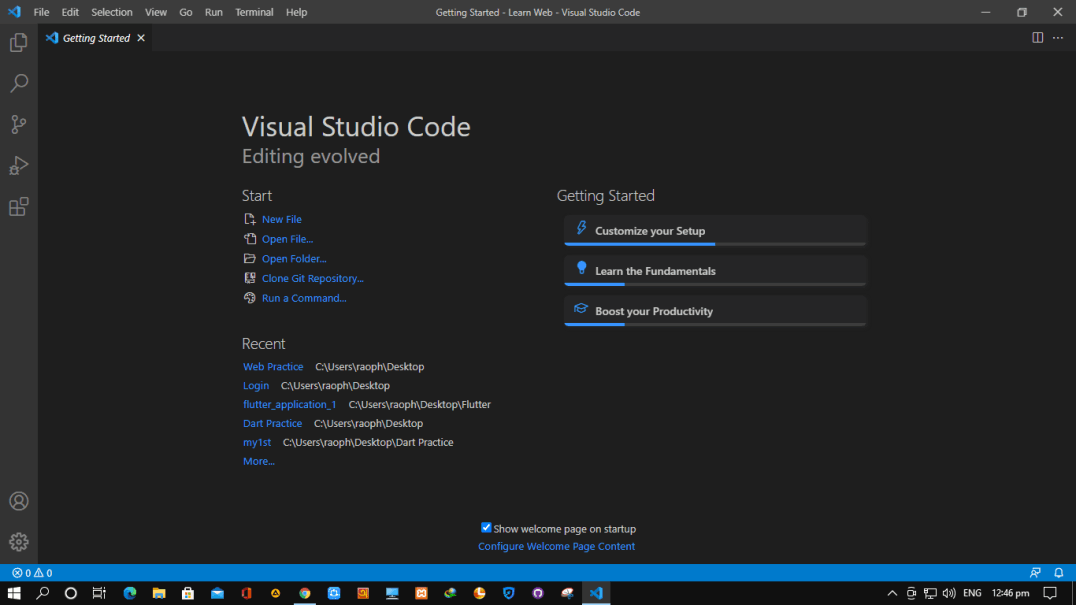 File Edit Selection View Go Run Terminal Help Getting Started - Learn Web - Visual Studio Code
Getting Started
Visual Studio Code
Editing evolved
Start
New File
Open File...
Open Folder...
Clone Git Repository...
Run a Command...
Recent
Web Practice C:\Users\raoph\Desktop
Login C:\Users\raoph\Desktop
flutter_application_1 C:\Users\raoph\Desktop\Flutter
Dart Practice C:\Users\raoph\Desktop
my1st C:\Users\raoph\Desktop\Dart Practice
More...
Getting Started
Customize your Setup
Learn the Fundamentals
Boost your Productivity
Show welcome page on startup
Configure Welcome Page Content
0 0
ENG 12:46 pm